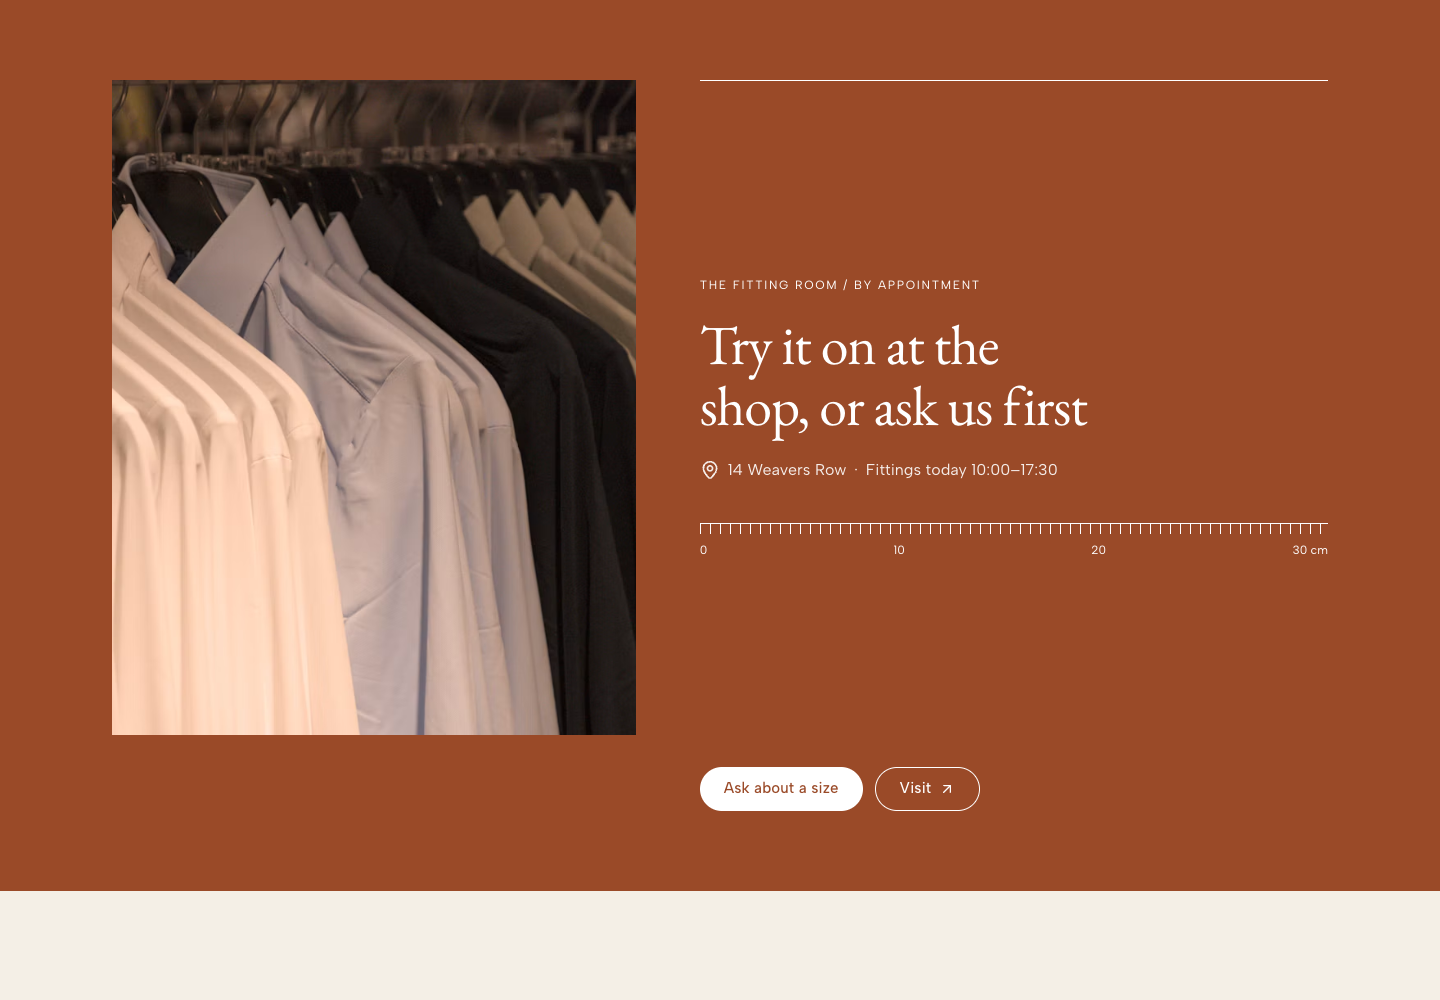 THE FITTING ROOM / BY APPOINTMENT
Try it on at the
shop, or ask us first
14 Weavers Row · Fittings today 10:00–17:30
0 10 20 30 cm
Ask about a size
Visit